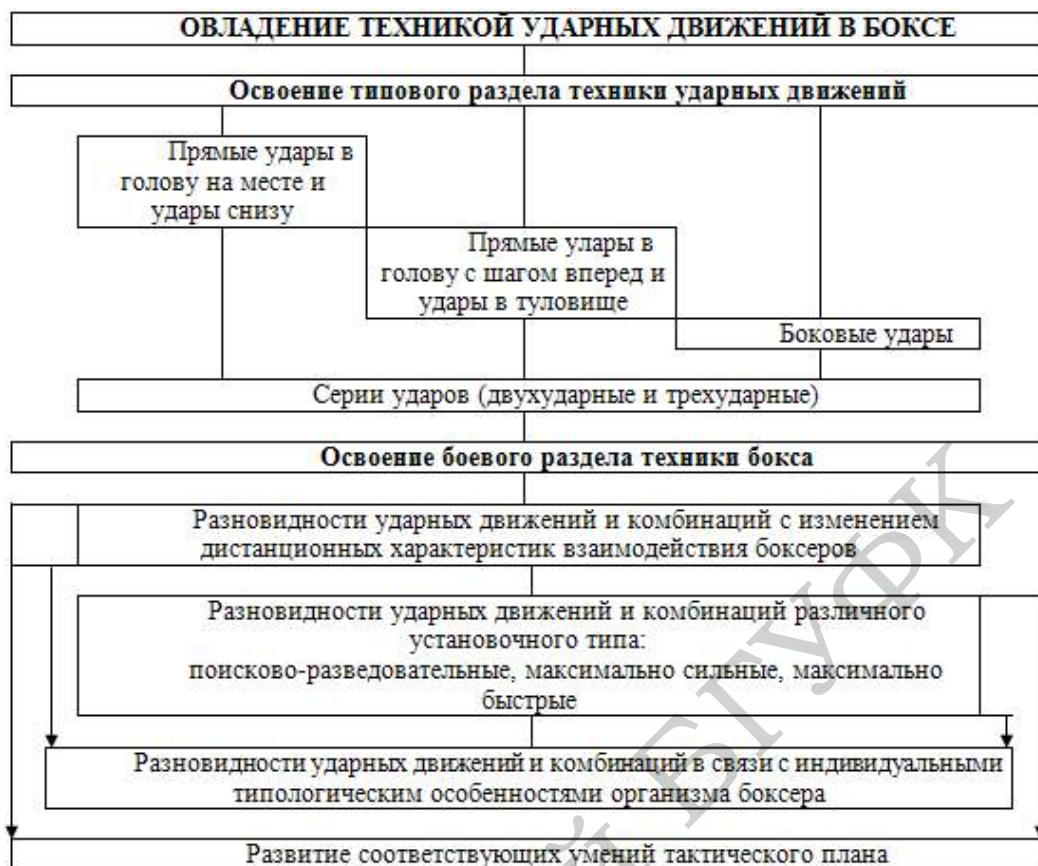 ОВЛАДЕНИЕ ТЕХНИКОЙ УДАРНЫХ ДВИЖЕНИЙ В БОКСЕ
Освоение типового раздела техники ударных движений
Прямые удары в
голову на месте и
удары снизу
Прямые улары в
голову с шагом вперед и
удары в туловище
Боковые удары
Серии ударов (двухударные и трехударные)
Освоение боевого раздела техники бокса
Разновидности ударных движений и комбинаций с изменением
дистанционных характеристик взаимодействия боксеров
Разновидности ударных движений и комбинаций различного
установочного типа:
поисково-разведовательные, максимально сильные, максимально
быстрые
Разновидности ударных движений и комбинаций в связи с индивидуальными
типологическим особенностями организма боксера
Развитие соответствующих умений тактического плана
БГУФК